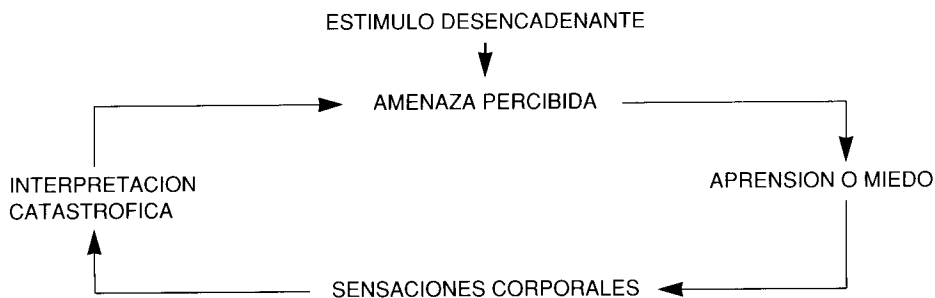 ESTIMULO DESENCADENANTE
AMENAZA PERCIBIDA
APRENSION O MIEDO
INTERPRETACION
CATASTROFICA
SENSACIONES CORPORALES